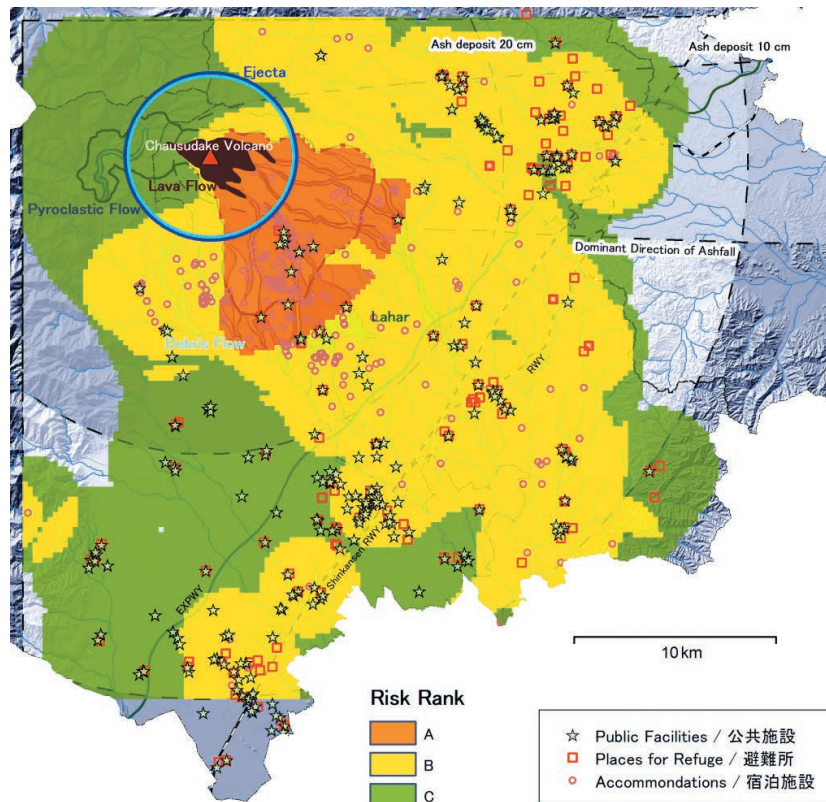 Ash deposit 20 cm
Ash deposit 10 cm
Ejecta
Chausudake Volcano
Lava Flow
Pyroclastic Flow
Dominant Direction of Ashfall
Lahar
Debris Flow
RWY
Shinkansen RWY
EXPWY
10 km
Risk Rank
A
B
C
Public Facilities / 公共施設
Places for Refuge / 避難所
Accommondations / 宿泊施設